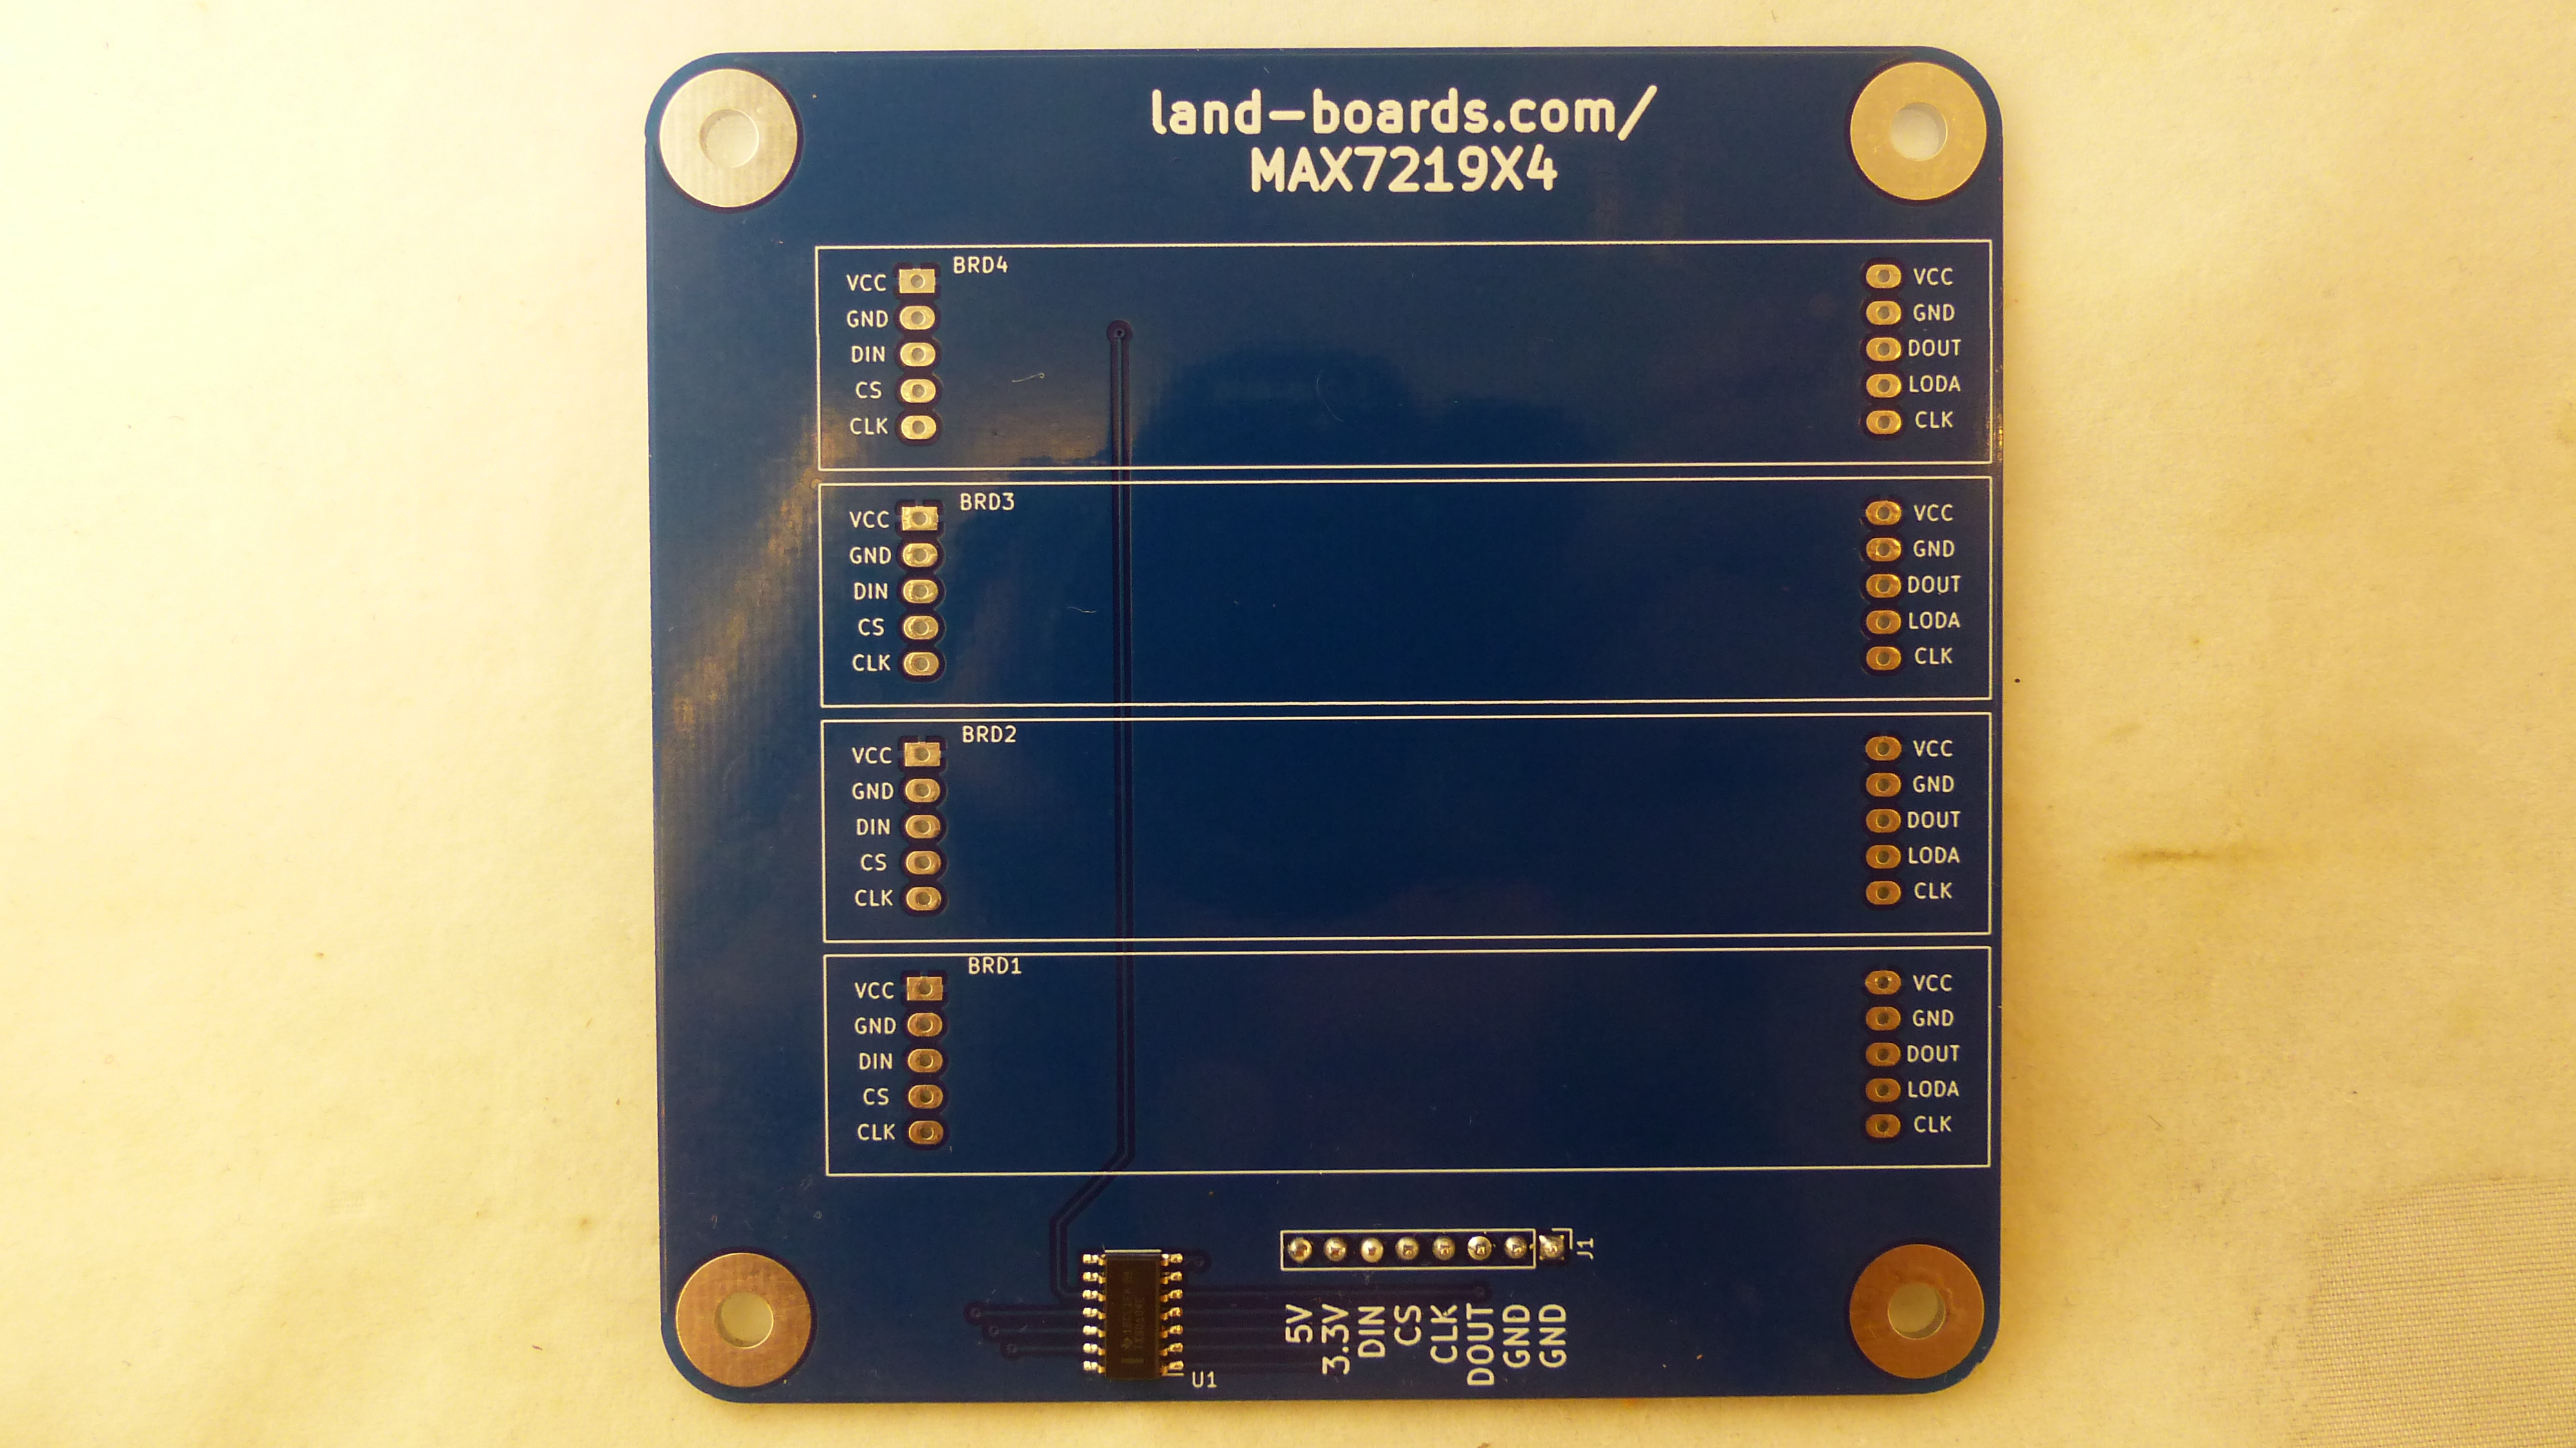 land-boards.com/
MAX7219X4
BRD4
VCC
GND
DIN
CS
CLK
VCC
GND
DOUT
LODA
CLK
BRD3
VCC
GND
DIN
CS
CLK
VCC
GND
DOUT
LODA
CLK
BRD2
VCC
GND
DIN
CS
CLK
VCC
GND
DOUT
LODA
CLK
BRD1
VCC
GND
DIN
CS
CLK
VCC
GND
DOUT
LODA
CLK
J1
5V
3.3V
DIN
CS
CLK
DOUT
GND
GND
U1